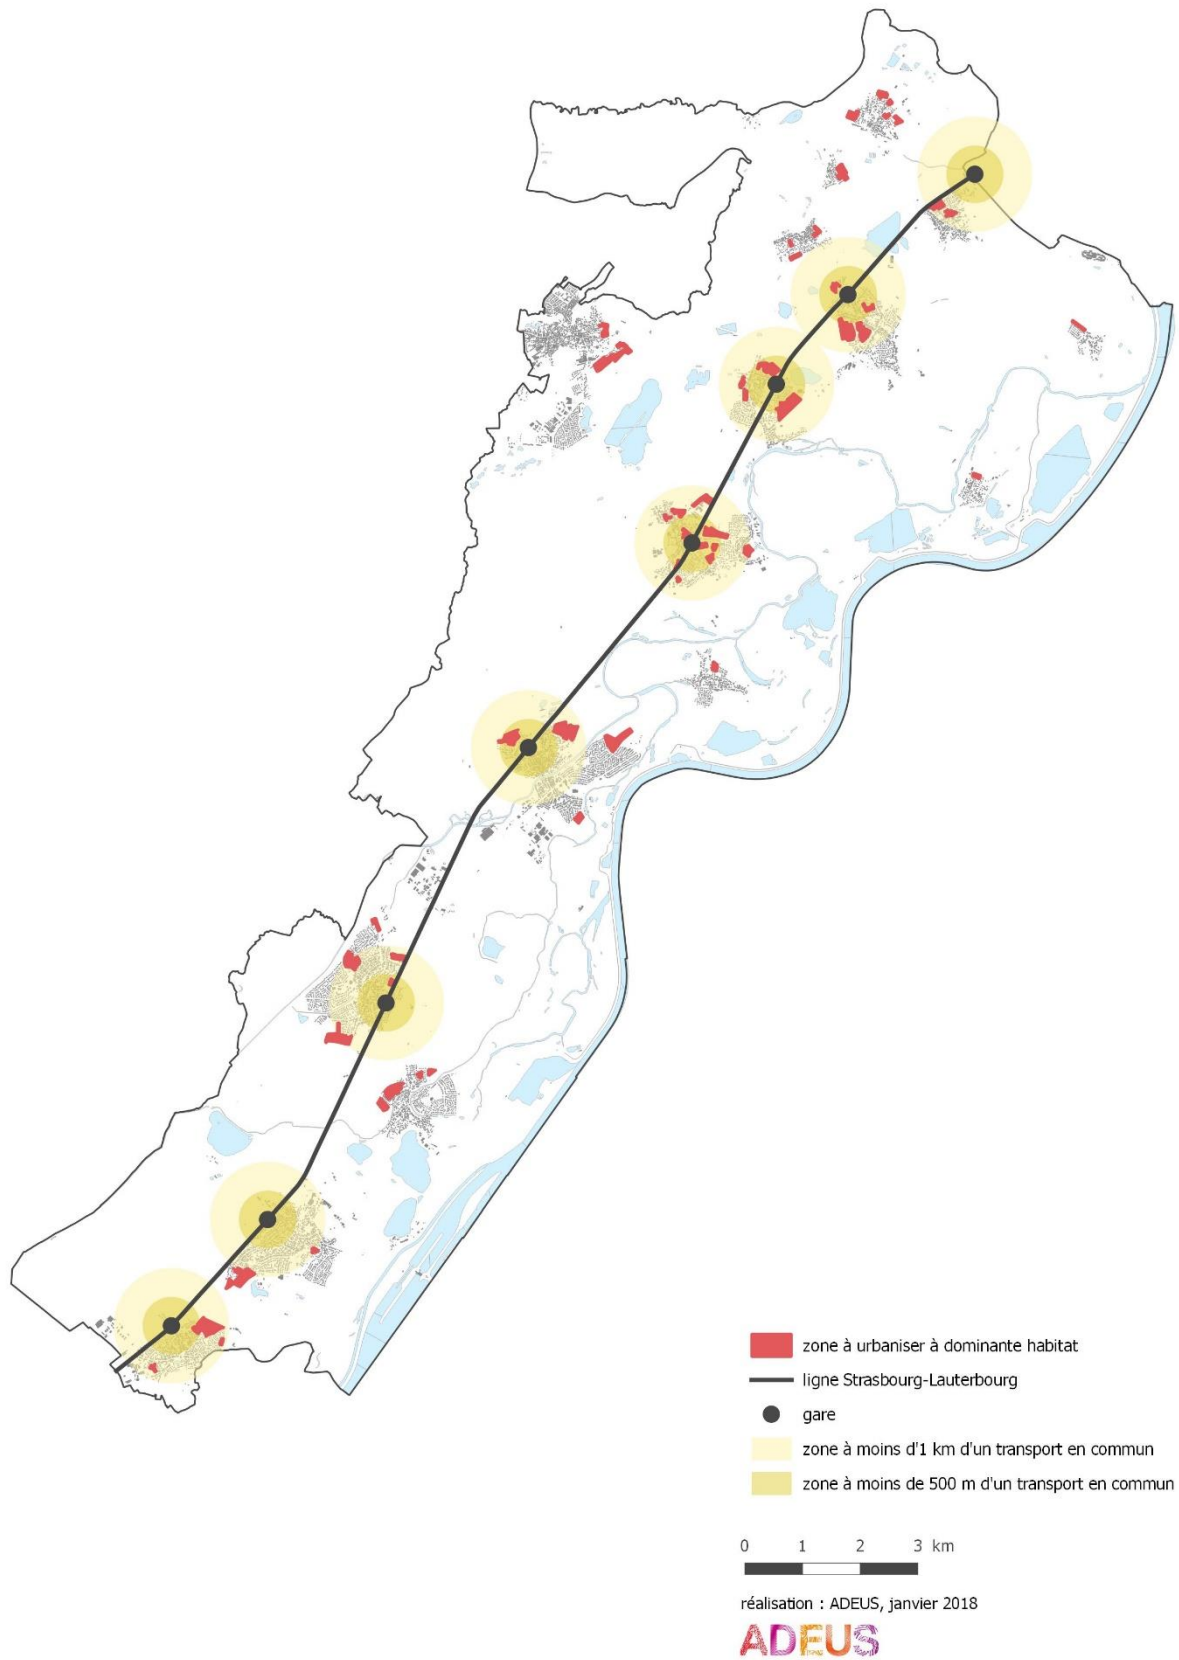 zone à urbaniser à dominante habitat
ligne Strasbourg-Lauterbourg
gare
zone à moins d'1 km d'un transport en commun
zone à moins de 500 m d'un transport en commun
0 1 2 3 km
réalisation : ADEUS, janvier 2018
ADEUS